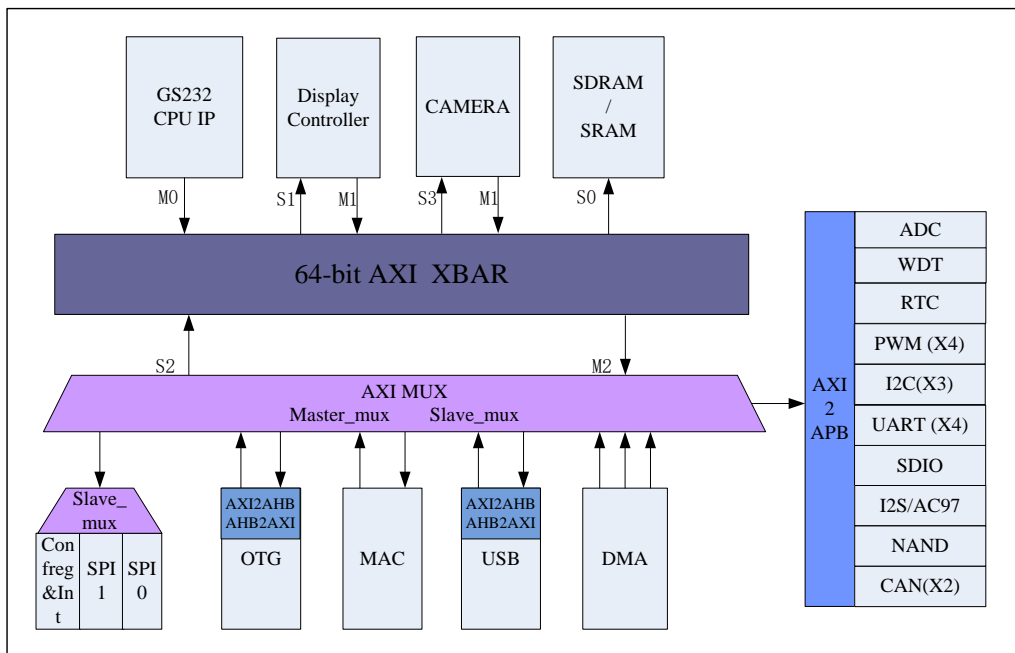 GS232
CPU IP
Display
Controller
CAMERA
SDRAM
/
SRAM
M0
S1
M1
S3
M1
S0
64-bit AXI XBAR
S2
M2
AXI MUX
Master_mux Slave_mux
AXI
2
APB
ADC
WDT
RTC
PWM (X4)
I2C(X3)
UART (X4)
SDIO
I2S/AC97
NAND
CAN(X2)
Slave_
mux
Con
freg
&In
t
SPI
1
SPI
0
AXI2AHB
AHB2AXI
OTG
MAC
AXI2AHB
AHB2AXI
USB
DMA